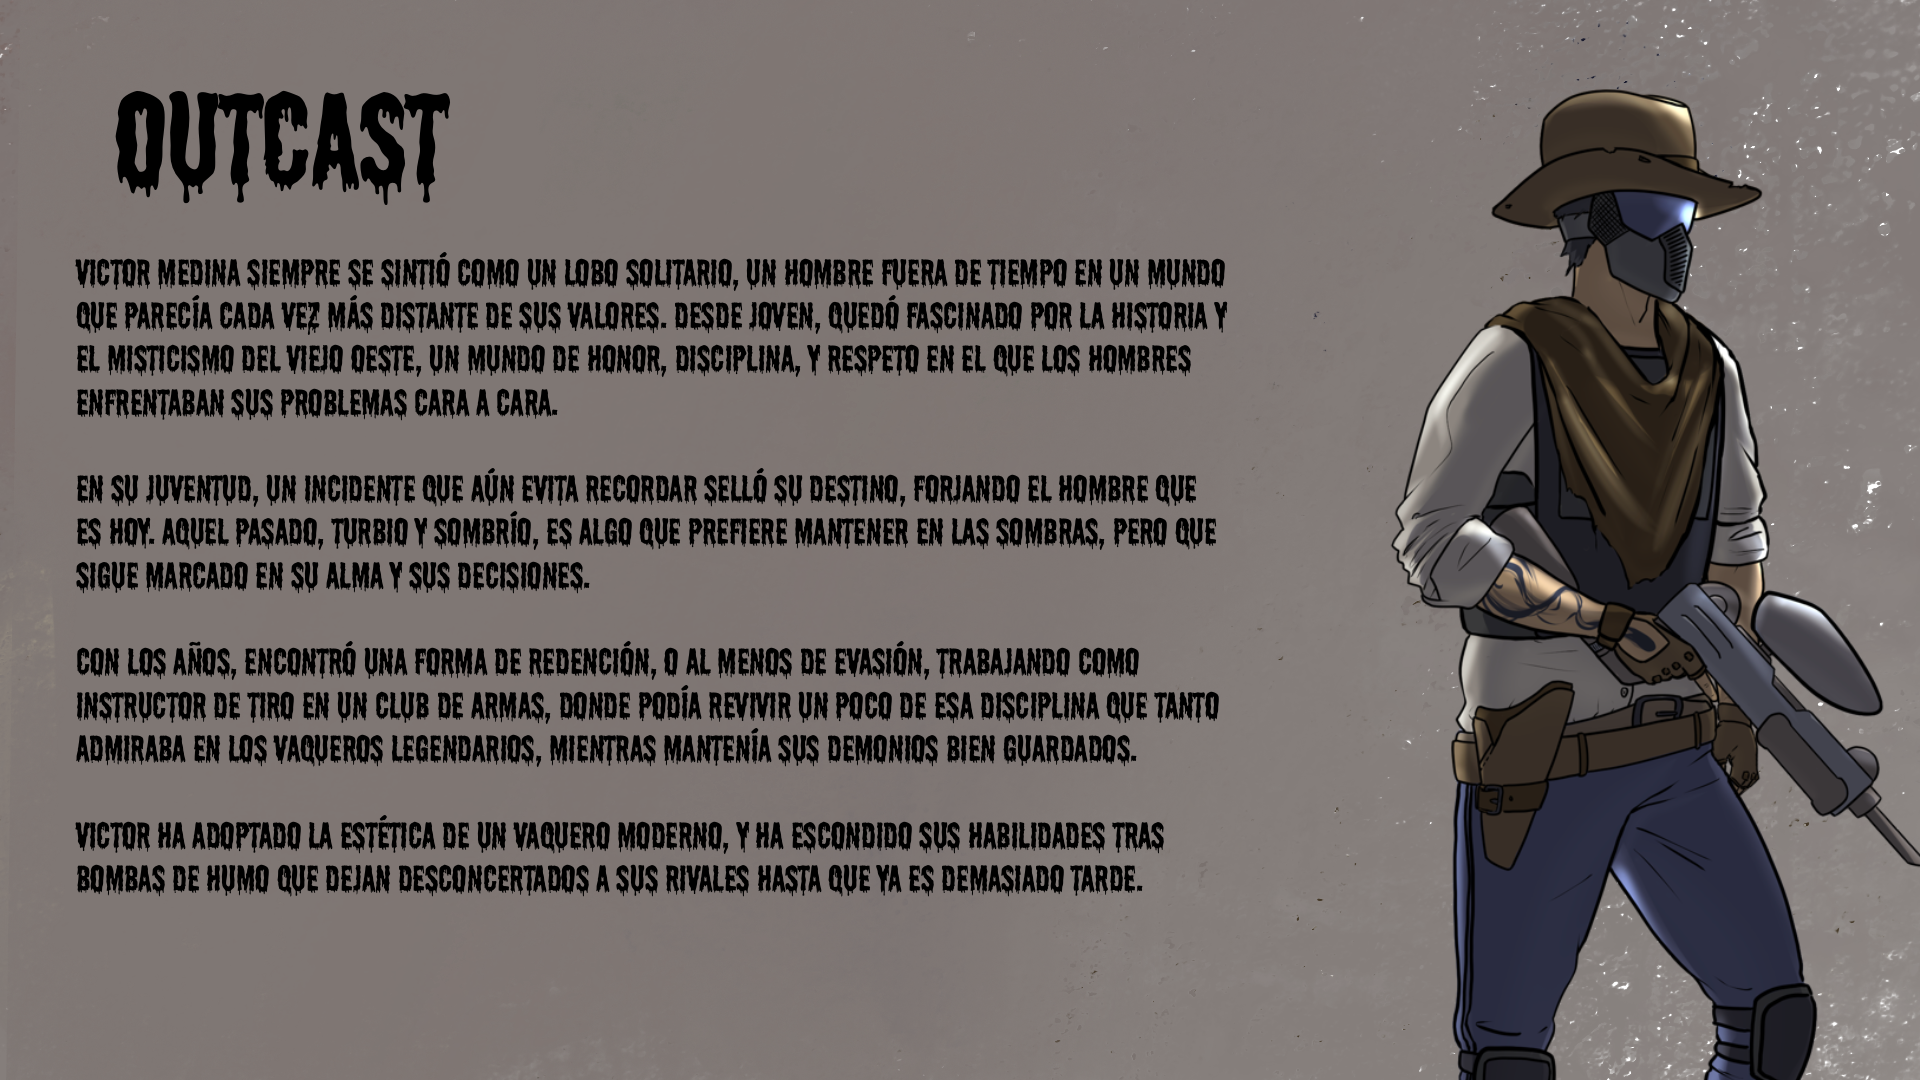 OUTCAST
VICTOR MEDINA SIEMPRE SE SINTIÓ COMO UN LOBO SOLITARIO, UN HOMBRE FUERA DE TIEMPO EN UN MUNDO
QUE PARECÍA CADA VEZ MÁS DISTANTE DE SUS VALORES. DESDE JOVEN, QUEDÓ FASCINADO POR LA HISTORIA Y
EL MISTICISMO DEL VIEJO OESTE, UN MUNDO DE HONOR, DISCIPLINA, Y RESPETO EN EL QUE LOS HOMBRES
ENFRENTABAN SUS PROBLEMAS CARA A CARA.
EN SU JUVENTUD, UN INCIDENTE QUE AÚN EVITA RECORDAR SELLÓ SU DESTINO, FORJANDO EL HOMBRE QUE
ES HOY. AQUEL PASADO, TURBIO Y SOMBRÍO, ES ALGO QUE PREFIERE MANTENER EN LAS SOMBRAS, PERO QUE
SIGUE MARCADO EN SU ALMA Y SUS DECISIONES.
CON LOS AÑOS, ENCONTRÓ UNA FORMA DE REDENCIÓN, O AL MENOS DE EVASIÓN, TRABAJANDO COMO
INSTRUCTOR DE TIRO EN UN CLUB DE ARMAS, DONDE PODÍA REVIVIR UN POCO DE ESA DISCIPLINA QUE TANTO
ADMIRABA EN LOS VAQUEROS LEGENDARIOS, MIENTRAS MANTENÍA SUS DEMONIOS BIEN GUARDADOS.
VICTOR HA ADOPTADO LA ESTÉTICA DE UN VAQUERO MODERNO, Y HA ESCONDIDO SUS HABILIDADES TRAS
BOMBAS DE HUMO QUE DEJAN DESCONCERTADOS A SUS RIVALES HASTA QUE YA ES DEMASIADO TARDE.